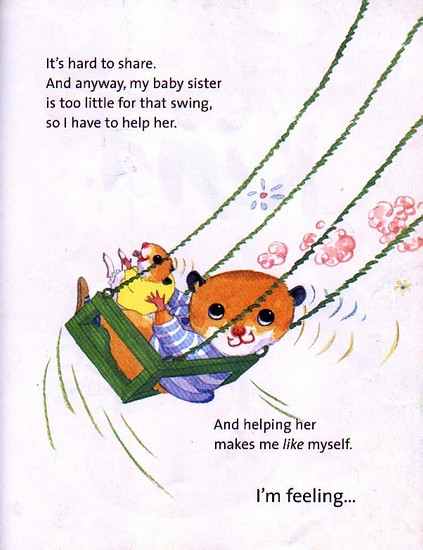 It's hard to share.
And anyway, my baby sister
is too little for that swing,
so I have to help her.
And helping her
makes me like myself.
I'm feeling...